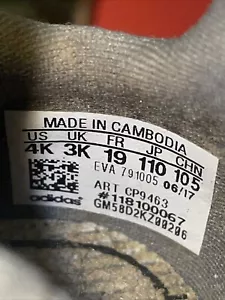 MADE IN CAMBODIA
US UK FR JP CHN
4K 3K 19 110 105
EVA 791005 06/17
ART CP9463
#118100067
GM58D2KZ00206
adidas